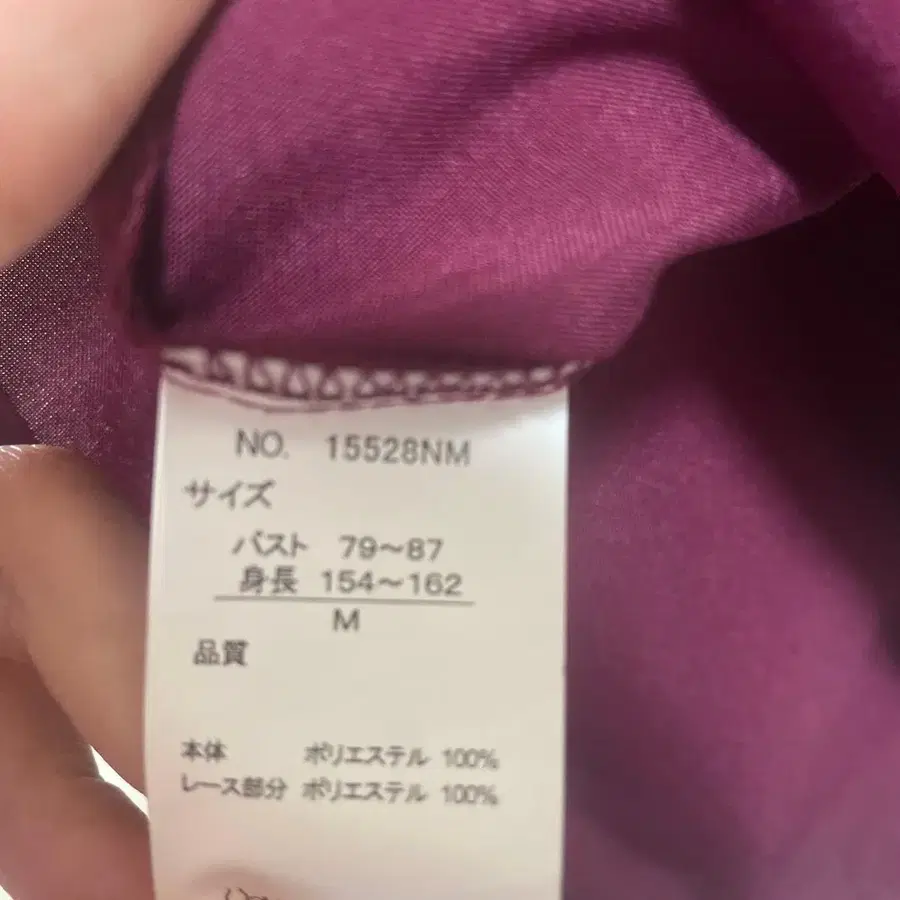 NO. 15528NM
サイズ
バスト 79～87
身長 154～162
M
品質
本体 ポリエステル 100%
レース部分 ポリエステル 100%